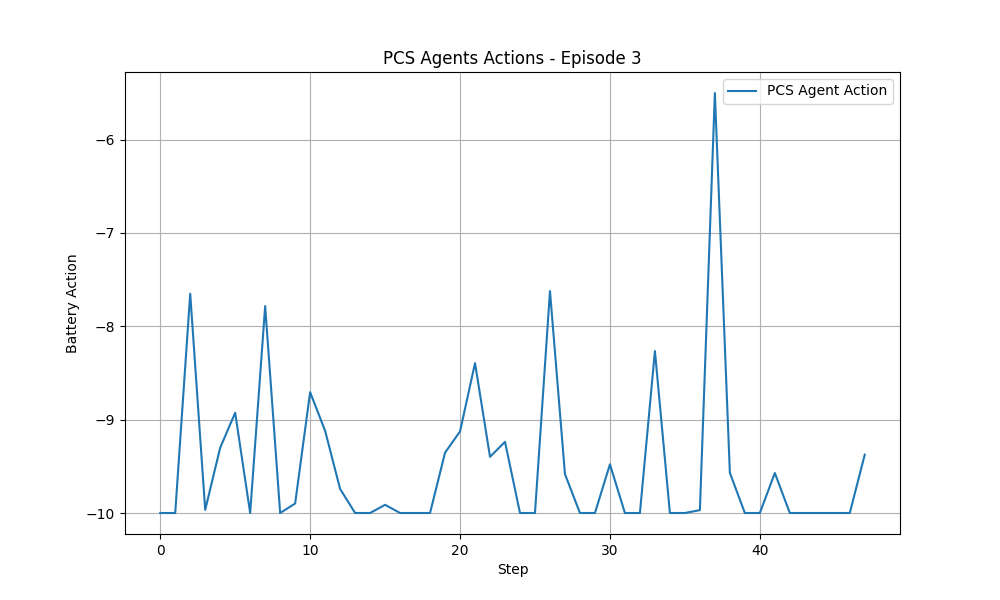 PCS Agents Actions - Episode 3
PCS Agent Action
−6
−7
−8
−9
−10
Battery Action
0 10 20 30 40
Step